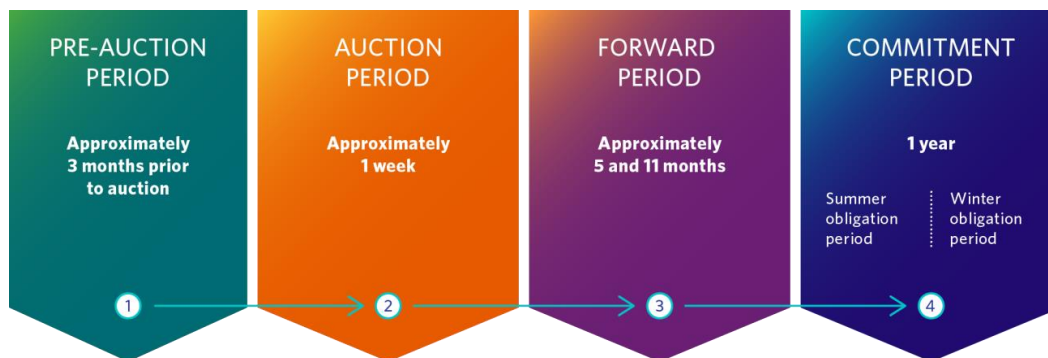 PRE-AUCTION
PERIOD
Approximately
3 months prior
to auction
1
AUCTION
PERIOD
Approximately
1 week
2
FORWARD
PERIOD
Approximately
5 and 11 months
3
COMMITMENT
PERIOD
1 year
Summer
obligation
period
Winter
obligation
period
4